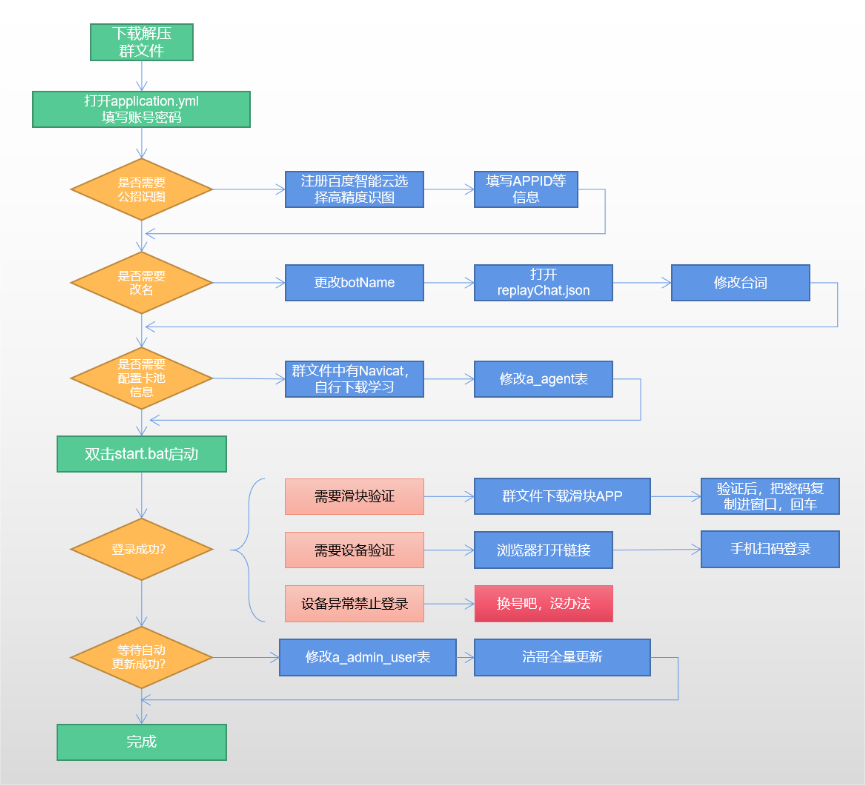 下载解压
群文件
打开application.yml
填写账号密码
是否需要
公招识图
注册百度智能云选
择高精度识图
填写APPID等
信息
是否需要
改名
更改botName
打开
replayChat.json
修改台词
是否需要
配置卡池
信息
群文件中有Navicat,
自行下载学习
修改a_agent表
双击start.bat启动
登录成功?
需要滑块验证
群文件下载滑块APP
验证后，把密码复
制进窗口，回车
需要设备验证
浏览器打开链接
手机扫码登录
设备异常禁止登录
换号吧，没办法
等待自动
更新成功?
修改a_admin_user表
洁哥全量更新
完成